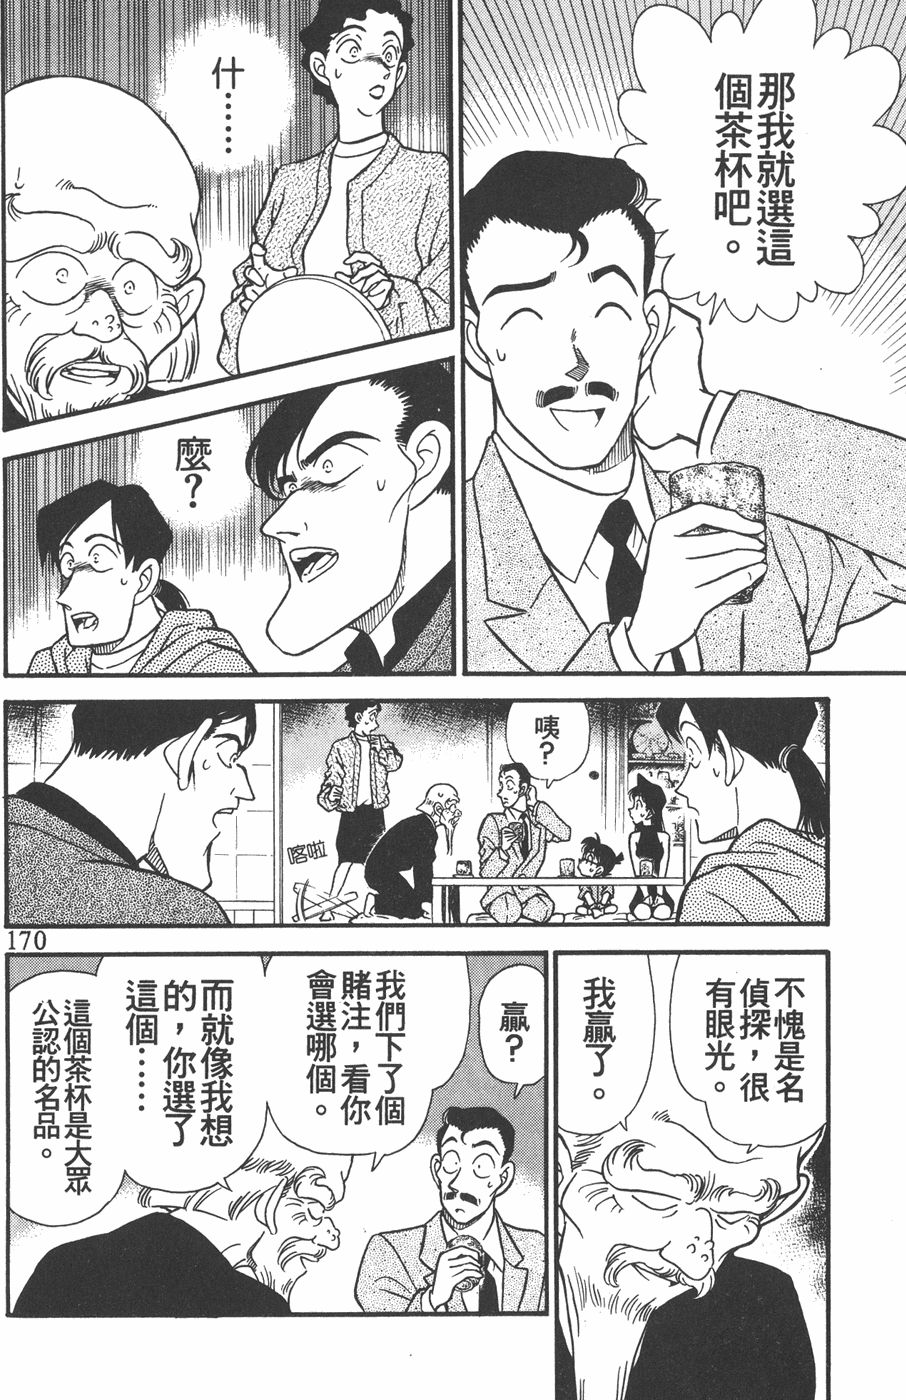 那我就選這
個茶杯吧。
什……
麼？
咦？
喀啦
不愧是名
偵探，很
有眼光。
我贏了。
贏？
我們下了個
賭注，看你
會選哪個。
而就像我想
的，你選了
這個……
這個茶杯是大眾
公認的名品。
170